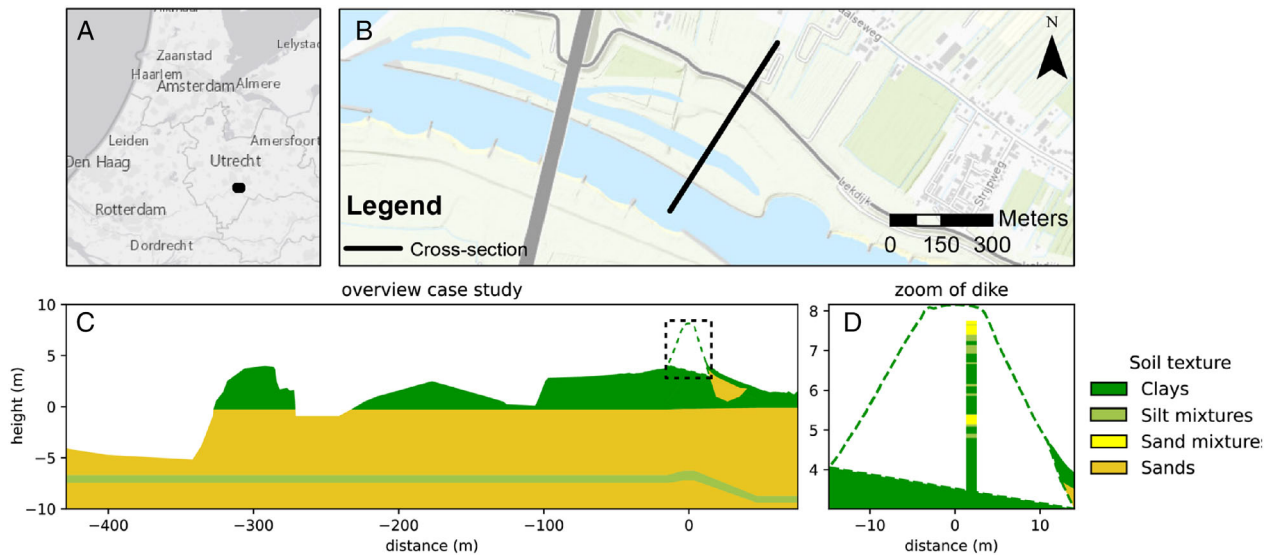 A
Zaanstad
Lelystad
Haarlem
Amsterdam
Almere
Leiden
Amersfoort
Den Haag
Utrecht
Rotterdam
Dordrecht
B
N
Lekdijk
Strijpweg
Legend
Cross-section
Meters
0 150 300
overview case study
C
10
5
0
−5
−10
height (m)
−400 −300 −200 −100 0
distance (m)
zoom of dike
D
8
7
6
5
4
−10 0 10
distance (m)
Soil texture
Clays
Silt mixtures
Sand mixtures
Sands